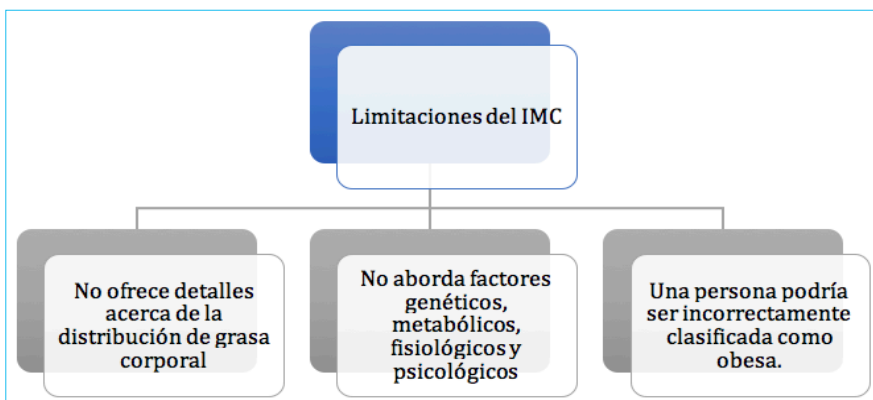 Limitaciones del IMC
No ofrece detalles
acerca de la
distribución de grasa
corporal
No aborda factores
genéticos,
metabólicos,
fisiológicos y
psicológicos
Una persona podría
ser incorrectamente
clasificada como
obesa.